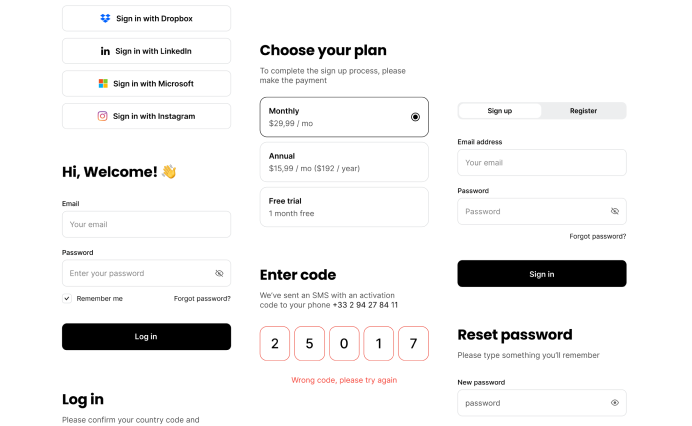 Sign in with Dropbox
Sign in with LinkedIn
Sign in with Microsoft
Sign in with Instagram
Hi, Welcome! 👋
Email
Your email
Password
Enter your password
Remember me
Forgot password?
Log in
Log in
Please confirm your country code and
Choose your plan
To complete the sign up process, please
make the payment
Monthly
$29,99 / mo
Annual
$15,99 / mo ($192 / year)
Free trial
1 month free
Enter code
We've sent an SMS with an activation
code to your phone +33 2 94 27 84 11
2 5 0 1 7
Wrong code, please try again
Sign up
Register
Email address
Your email
Password
Password
Forgot password?
Sign in
Reset password
Please type something you'll remember
New password
password